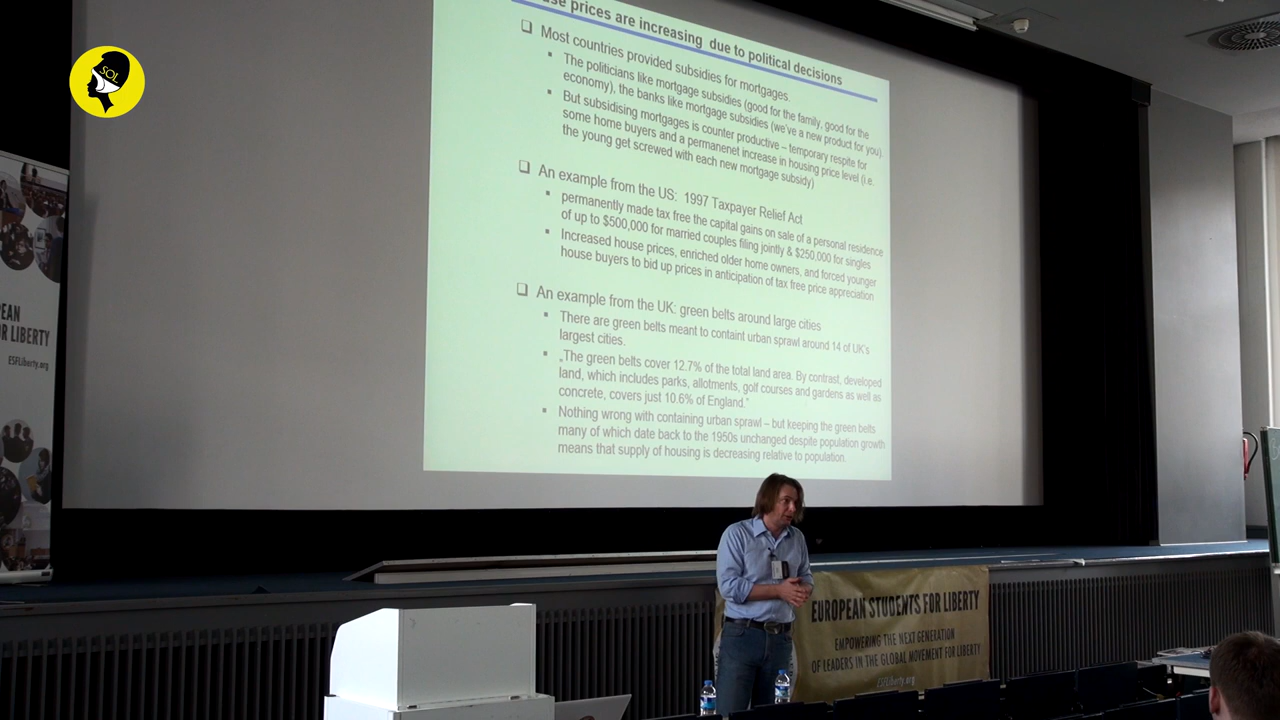 SOL
use prices are increasing due to political decisions
❑ Most countries provided subsidies for mortgages.
▪ The politicians like mortgage subsidies (good for the family, good for the
economy), the banks like mortgage subsidies (we've a new product for you)
▪ But subsidising mortgages is counter productive – temporary respite for
some home buyers and a permanenet increase in housing price level (i.e.
the young get screwed with each new mortgage subsidy)
❑ An example from the US: 1997 Taxpayer Relief Act
▪ permanently made tax free the capital gains on sale of a personal residence
of up to $500,000 for married couples filing jointly & $250,000 for singles
▪ Increased house prices, enriched older home owners, and forced younger
house buyers to bid up prices in anticipation of tax free price appreciation
❑ An example from the UK: green belts around large cities
▪ There are green belts meant to containt urban sprawl around 14 of UK's
largest cities.
▪ „The green belts cover 12.7% of the total land area. By contrast, developed
land, which includes parks, allotments, golf courses and gardens as well as
concrete, covers just 10.6% of England."
▪ Nothing wrong with containing urban sprawl – but keeping the green belts
many of which date back to the 1950s unchanged despite population growth
means that supply of housing is decreasing relative to population.
PEAN
R LIBERTY
ESFLiberty.org
EUROPEAN STUDENTS FOR LIBERTY
EMPOWERING THE NEXT GENERATION
OF LEADERS IN THE GLOBAL MOVEMENT FOR LIBERTY
ESFLiberty.org